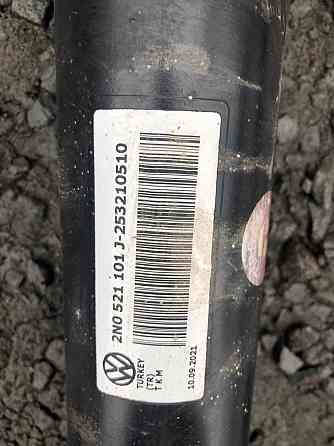 2N0 521 101 J-253210510
TURKEY
(TR)
T K M
10.09.2021